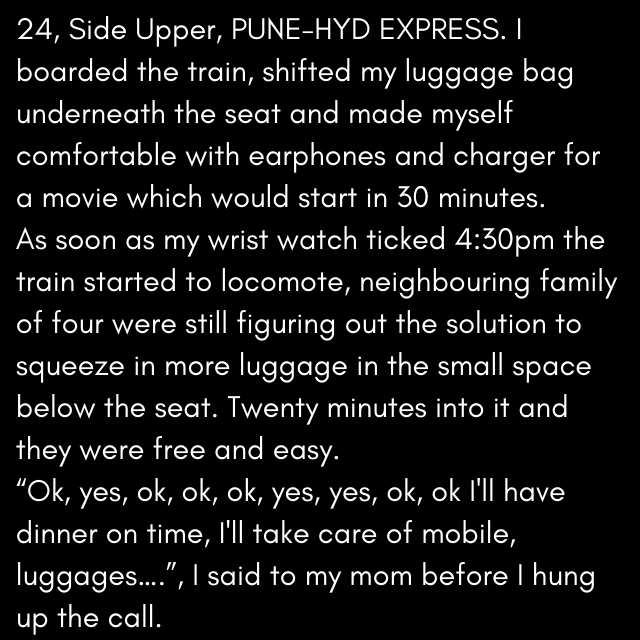 24, Side Upper, PUNE-HYD EXPRESS. I
boarded the train, shifted my luggage bag
underneath the seat and made myself
comfortable with earphones and charger for
a movie which would start in 30 minutes.
As soon as my wrist watch ticked 4:30pm the
train started to locomote, neighbouring family
of four were still figuring out the solution to
squeeze in more luggage in the small space
below the seat. Twenty minutes into it and
they were free and easy.
“Ok, yes, ok, ok, ok, yes, yes, ok, ok I'll have
dinner on time, I'll take care of mobile,
luggages....”, I said to my mom before I hung
up the call.